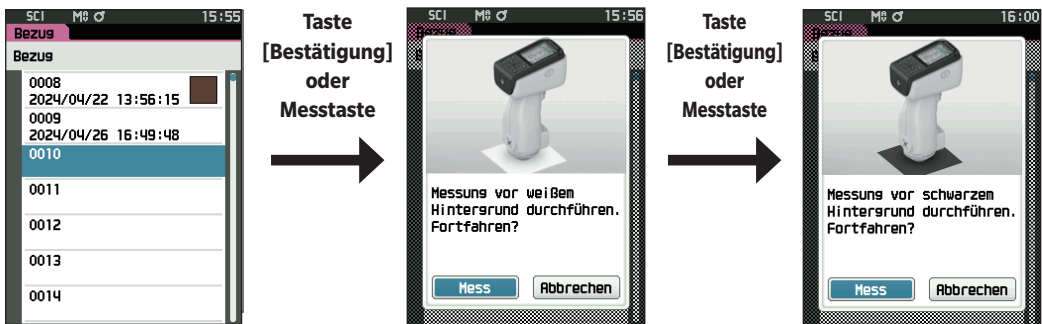 SCI M 15:55
Bezug
Bezug
0008
2024/04/22 13:56:15
0009
2024/04/26 16:49:48
0010
0011
0012
0013
0014
Taste
[Bestätigung]
oder
Messtaste
SCI M 15:56
Bezug
Messung vor weißem
Hintergrund durchführen.
Fortfahren?
Mess Abbrechen
Taste
[Bestätigung]
oder
Messtaste
SCI M 16:00
Bezug
Messung vor schwarzem
Hintergrund durchführen.
Fortfahren?
Mess Abbrechen